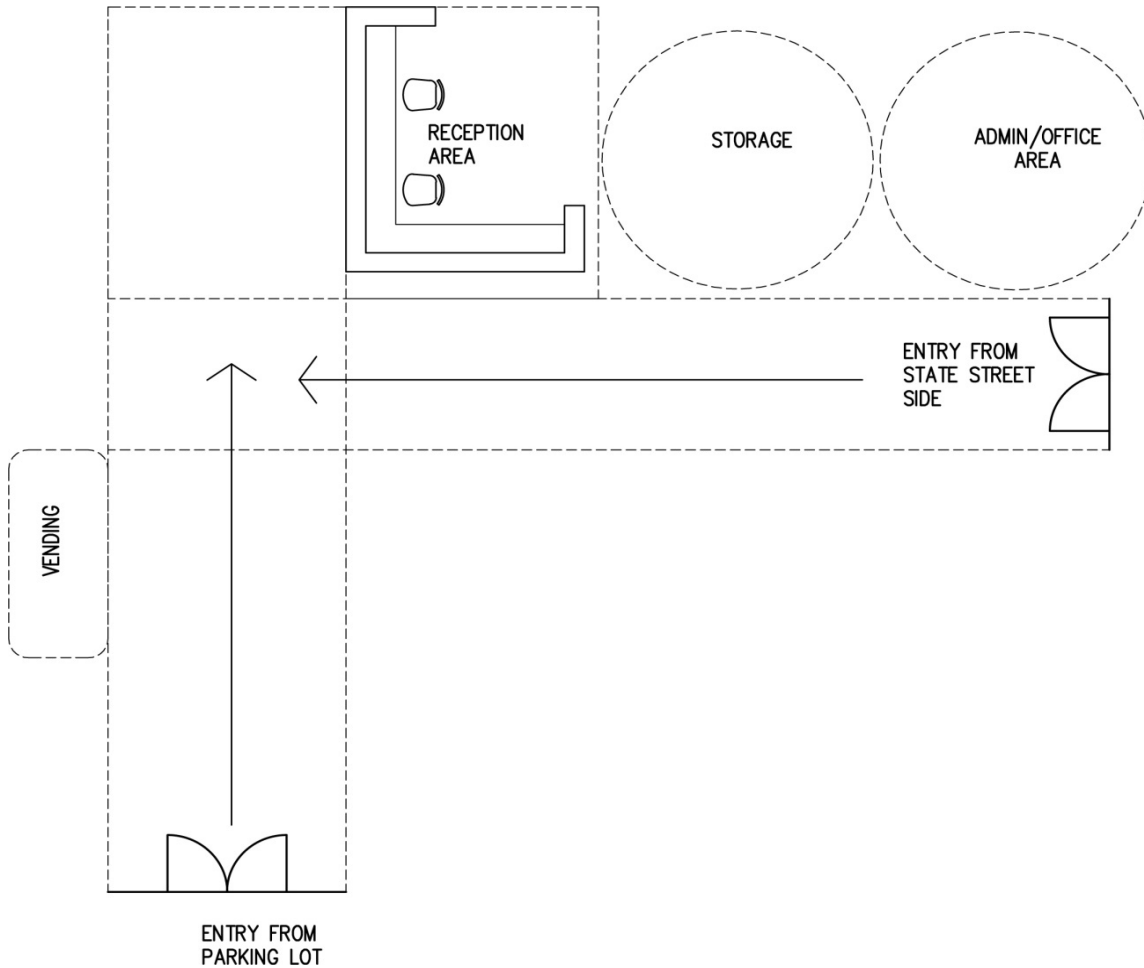 RECEPTION
AREA
STORAGE
ADMIN/OFFICE
AREA
ENTRY FROM
STATE STREET
SIDE
VENDING
ENTRY FROM
PARKING LOT